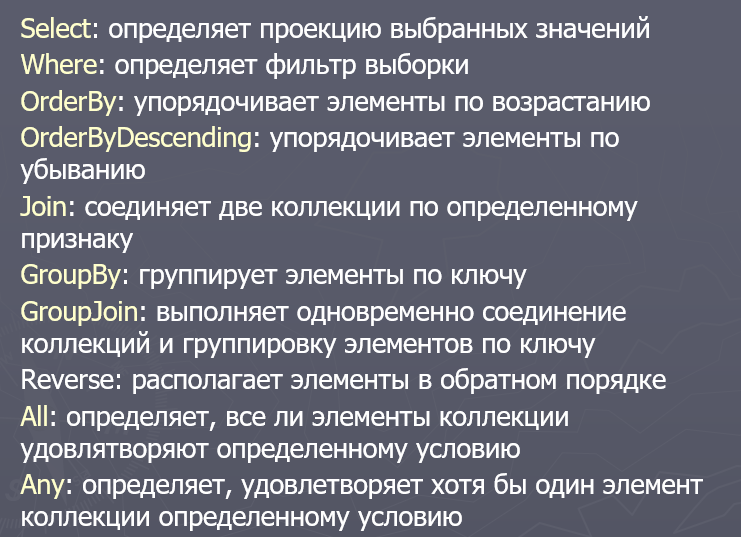 Select: определяет проекцию выбранных значений
Where: определяет фильтр выборки
OrderBy: упорядочивает элементы по возрастанию
OrderByDescending: упорядочивает элементы по
убыванию
Join: соединяет две коллекции по определенному
признаку
GroupBy: группирует элементы по ключу
GroupJoin: выполняет одновременно соединение
коллекций и группировку элементов по ключу
Reverse: располагает элементы в обратном порядке
All: определяет, все ли элементы коллекции
удовлятворяют определенному условию
Any: определяет, удовлетворяет хотя бы один элемент
коллекции определенному условию